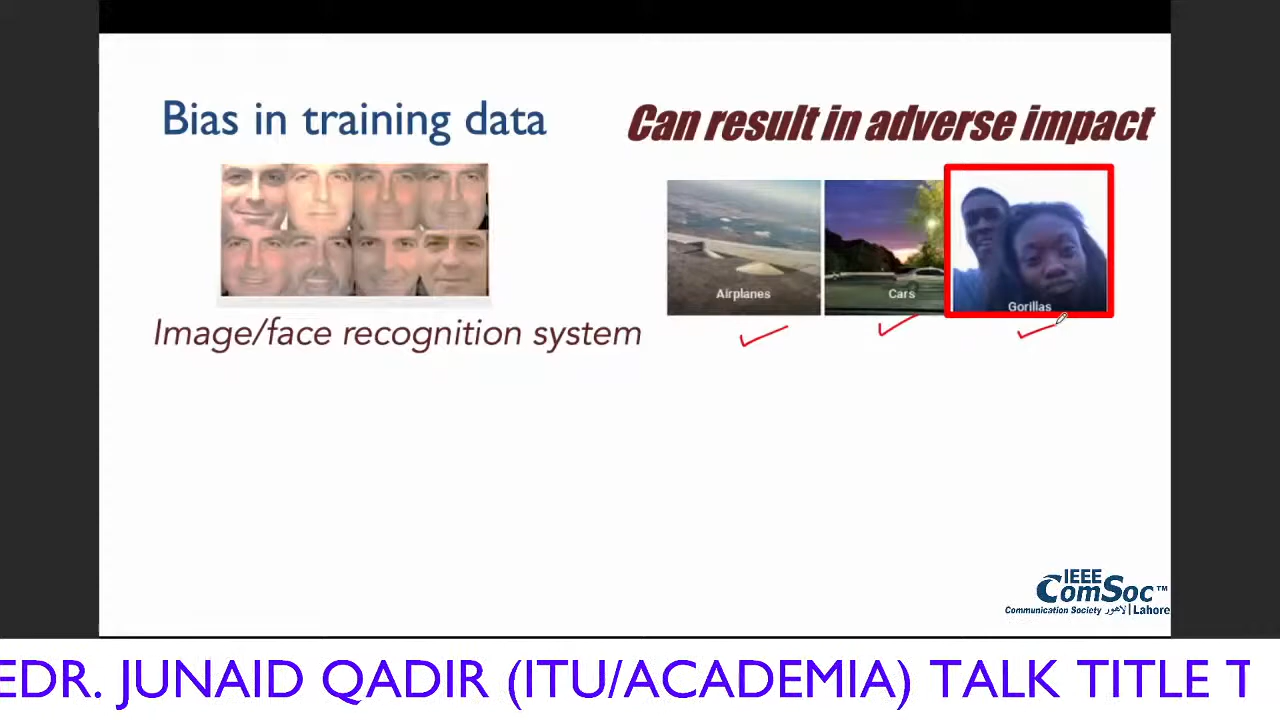 Bias in training data
Can result in adverse impact
Airplanes
Cars
Gorillas
Image/face recognition system
IEEE
ComSoc™
Communication Society لاہور | Lahore
EDR. JUNAID QADIR (ITU/ACADEMIA) TALK TITLE T